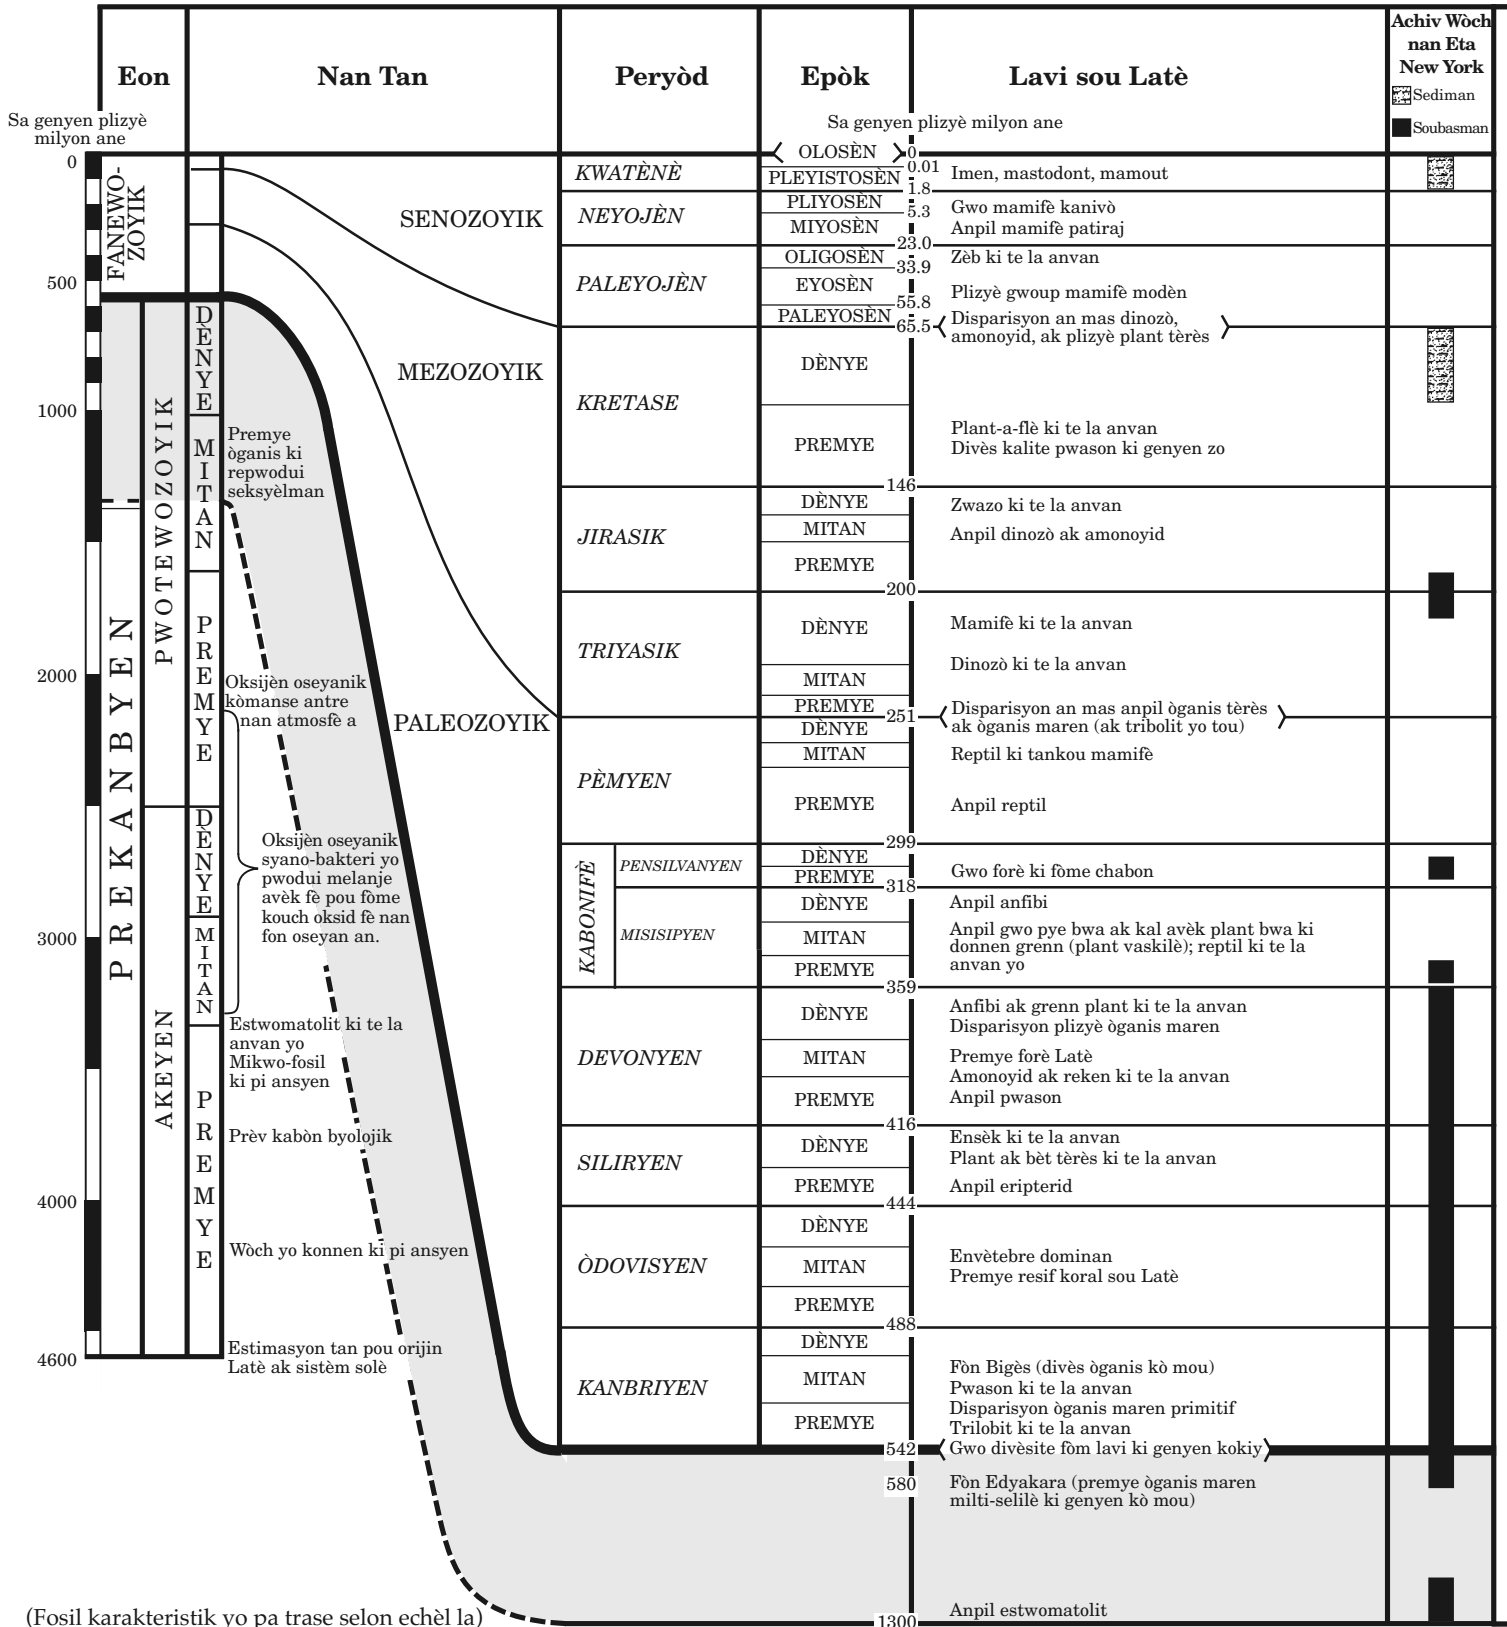 Eon
Nan Tan
Peryòd
Epòk
Lavi sou Latè
Achiv Wòch
nan Eta
New York
Sediman
Soubasman
Sa genyen plizyè
milyon ane
Sa genyen plizyè milyon ane
0
500
1000
2000
3000
4000
4600
FANEWO-
ZOYIK
PREKANBYEN
PWOTEWOZOYIK
AKEYEN
DÈNYE
MITAN
PREMYE
DÈNYE
MITAN
PREMYE
Premye
òganis ki
repwodui
seksyèlman
Oksijèn oseyanik
kòmanse antre
nan atmosfè a
Oksijèn oseyanik
syano-bakteri yo
pwodui melanje
avèk fè pou fòme
kouch oksid fè nan
fon oseyan an.
Estwomatolit ki te la
anvan yo
Mikwo-fosil
ki pi ansyen
Prèv kabòn byolojik
Wòch yo konnen ki pi ansyen
Estimasyon tan pou orijin
Latè ak sistèm solè
SENOZOYIK
MEZOZOYIK
PALEOZOYIK
KWATÈNÈ
OLOSÈN
0
0.01
PLEYISTOSÈN
1.8
Imen, mastodont, mamout
NEYOJÈN
PLIYOSÈN
5.3
MIYOSÈN
23.0
Gwo mamifè kanivò
Anpil mamifè patiraj
PALEYOJÈN
OLIGOSÈN
33.9
EYOSÈN
55.8
PALEYOSÈN
65.5
Zèb ki te la anvan
Plizyè gwoup mamifè modèn
Disparisyon an mas dinozò,
amonoyid, ak plizyè plant tèrès
KRETASE
DÈNYE
PREMYE
146
Plant-a-flè ki te la anvan
Divès kalite pwason ki genyen zo
JIRASIK
DÈNYE
MITAN
PREMYE
200
Zwazo ki te la anvan
Anpil dinozò ak amonoyid
TRIYASIK
DÈNYE
MITAN
PREMYE
251
Mamifè ki te la anvan
Dinozò ki te la anvan
Disparisyon an mas anpil òganis tèrès
ak òganis maren (ak tribolit yo tou)
PÈMYEN
DÈNYE
MITAN
PREMYE
299
Reptil ki tankou mamifè
Anpil reptil
KABONIFÈ
PENSILVANYEN
DÈNYE
PREMYE
318
Gwo forè ki fòme chabon
MISISIPYEN
DÈNYE
MITAN
PREMYE
359
Anpil anfibi
Anpil gwo pye bwa ak kal avèk plant bwa ki
donnen grenn (plant vaskilè); reptil ki te la
anvan yo
DEVONYEN
DÈNYE
MITAN
PREMYE
416
Anfibi ak grenn plant ki te la anvan
Disparisyon plizyè òganis maren
Premye forè Latè
Amonoyid ak reken ki te la anvan
Anpil pwason
SILIRYEN
DÈNYE
PREMYE
444
Ensèk ki te la anvan
Plant ak bèt tèrès ki te la anvan
Anpil eripterid
ÒDOVISYEN
DÈNYE
MITAN
PREMYE
488
Envètebre dominan
Premye resif koral sou Latè
KANBRIYEN
DÈNYE
MITAN
PREMYE
542
Fòn Bigès (divès òganis kò mou)
Pwason ki te la anvan
Disparisyon òganis maren primitif
Trilobit ki te la anvan
Gwo divèsite fòm lavi ki genyen kokiy
580
Fòn Edyakara (premye òganis maren
milti-selilè ki genyen kò mou)
1300
Anpil estwomatolit
(Fosil karakteristik yo pa trase selon echèl la)